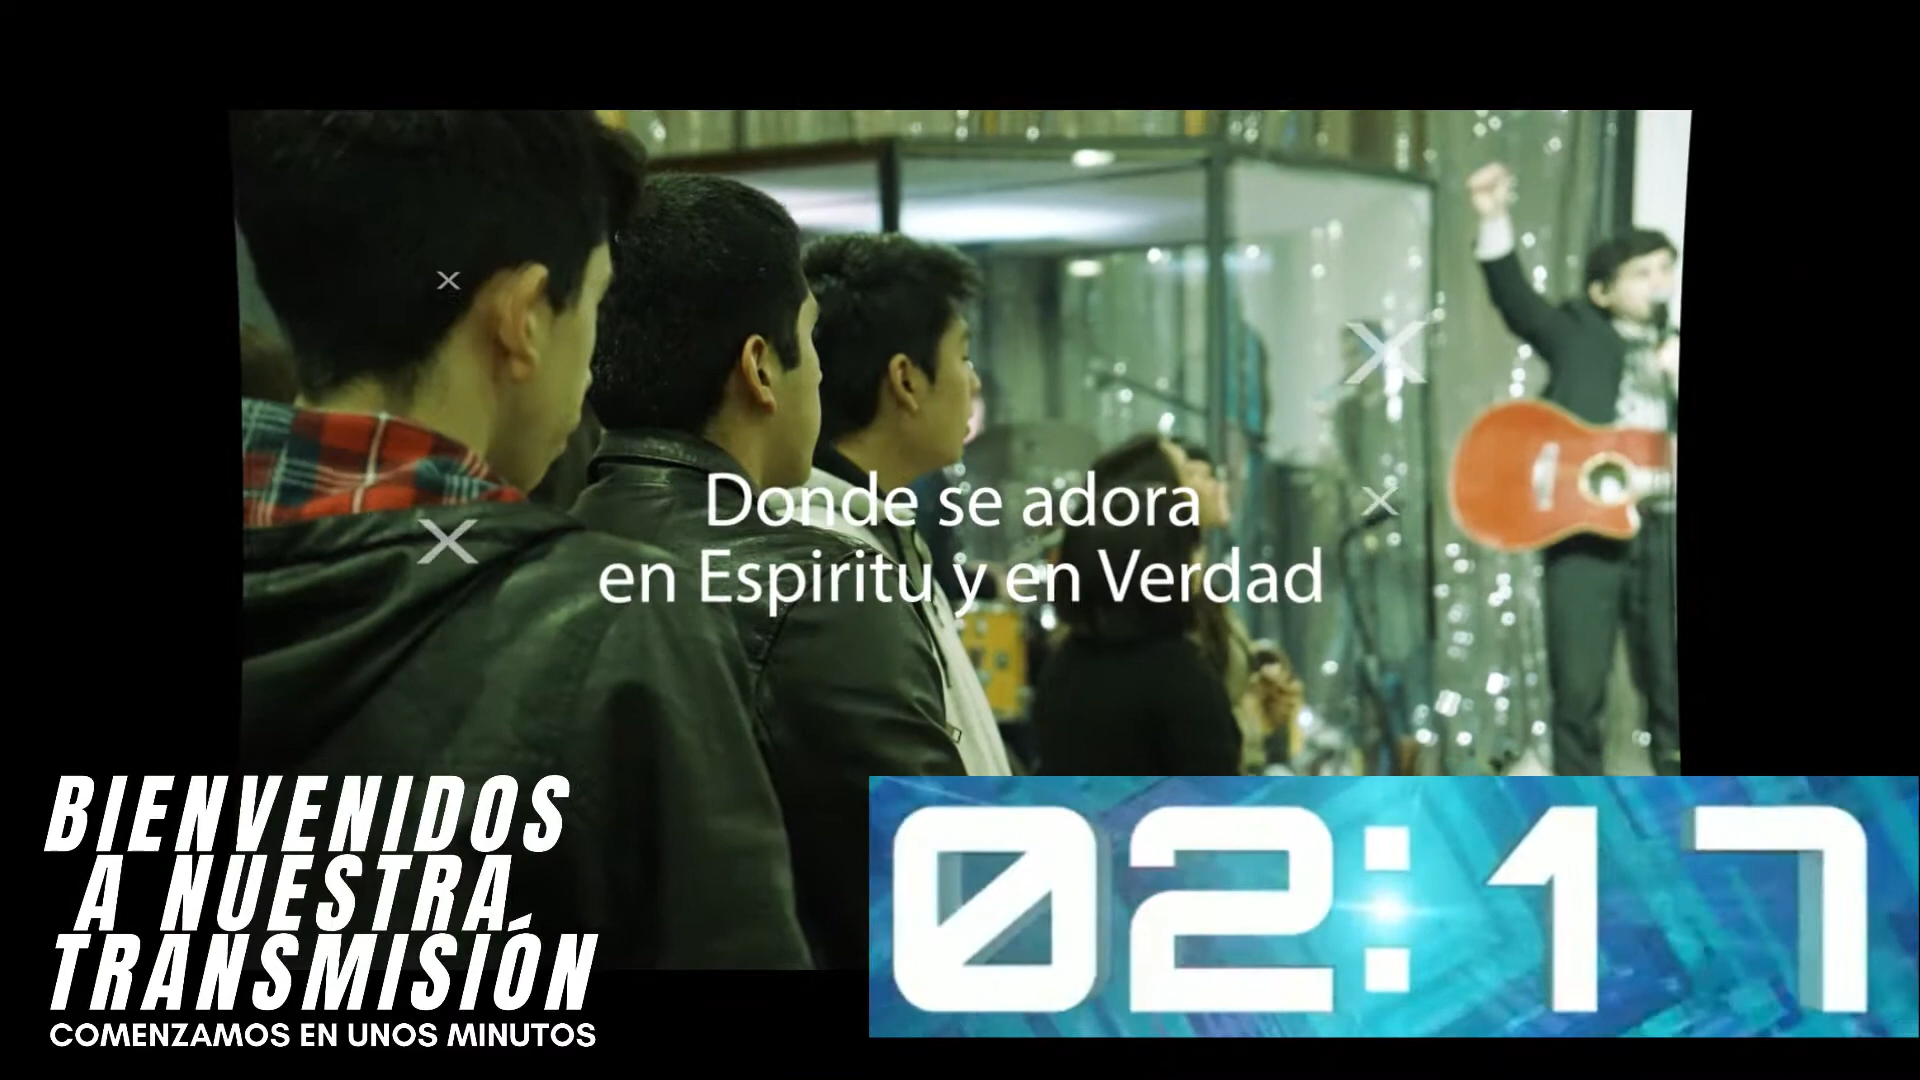 Donde se adora
en Espiritu y en Verdad
BIENVENIDOS
A NUESTRA
TRANSMISIÓN
COMENZAMOS EN UNOS MINUTOS
02:17